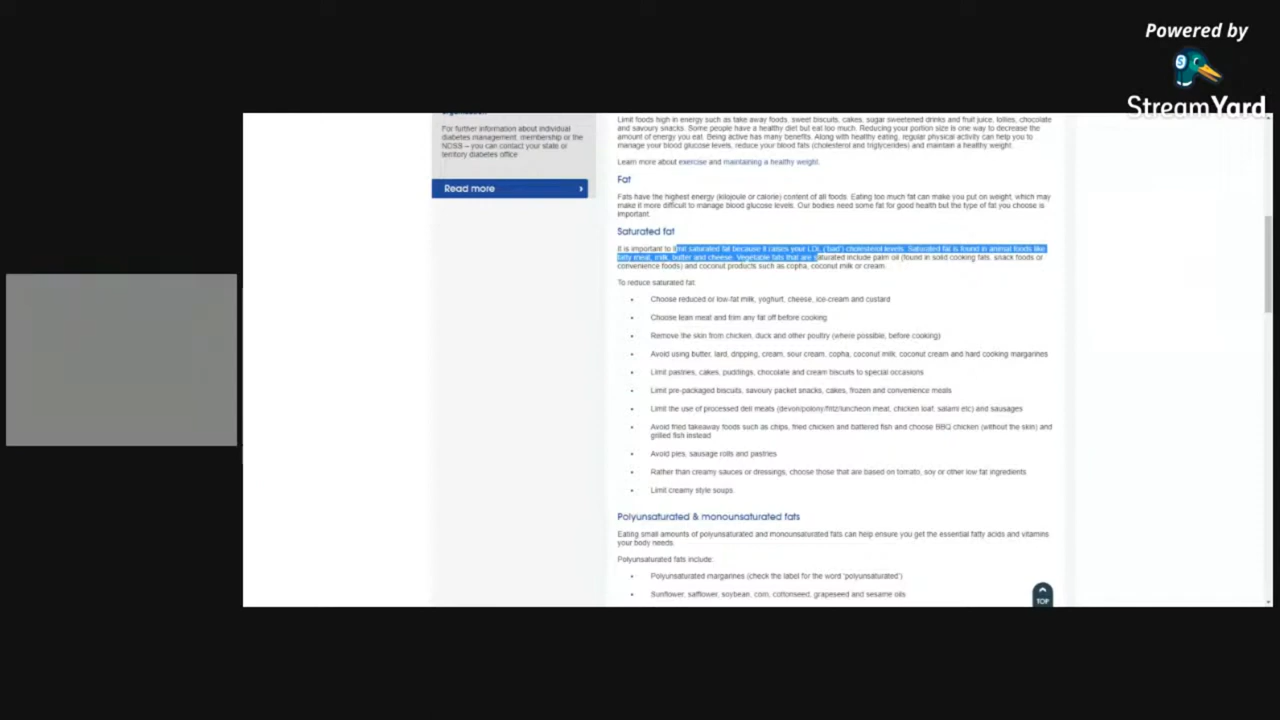 Powered by
StreamYard
For further information about individual
diabetes management, membership or the
NDSS – you can contact your state or
territory diabetes office
Read more
Limit foods high in energy such as take away foods, sweet biscuits, cakes, sugar sweetened drinks and fruit juice, lollies, chocolate
and savoury snacks. Some people have a healthy diet but eat too much. Reducing your portion size is one way to decrease the
amount of energy you eat. Being active has many benefits. Along with healthy eating, regular physical activity can help you to
manage your blood glucose levels, reduce your blood fats (cholesterol and triglycerides) and maintain a healthy weight.
Learn more about exercise and maintaining a healthy weight.
Fat
Fats have the highest energy (kilojoule or calorie) content of all foods. Eating too much fat can make you put on weight, which may
make it more difficult to manage blood glucose levels. Our bodies need some fat for good health but the type of fat you choose is
important.
Saturated fat
It is important to limit saturated fat because it raises your LDL ('bad') cholesterol levels. Saturated fat is found in animal foods like
fatty meat, milk, butter and cheese. Vegetable fats that are saturated include palm oil (found in solid cooking fats, snack foods or
convenience foods) and coconut products such as copha, coconut milk or cream.
To reduce saturated fat:
• Choose reduced or low-fat milk, yoghurt, cheese, ice-cream and custard
• Choose lean meat and trim any fat off before cooking
• Remove the skin from chicken, duck and other poultry (where possible, before cooking)
• Avoid using butter, lard, dripping, cream, sour cream, copha, coconut milk, coconut cream and hard cooking margarines
• Limit pastries, cakes, puddings, chocolate and cream biscuits to special occasions
• Limit pre-packaged biscuits, savoury packet snacks, cakes, frozen and convenience meals
• Limit the use of processed deli meats (devon/polony/fritz/luncheon meat, chicken loaf, salami etc) and sausages
• Avoid fried takeaway foods such as chips, fried chicken and battered fish and choose BBQ chicken (without the skin) and
grilled fish instead
• Avoid pies, sausage rolls and pastries
• Rather than creamy sauces or dressings, choose those that are based on tomato, soy or other low fat ingredients
• Limit creamy style soups
Polyunsaturated & monounsaturated fats
Eating small amounts of polyunsaturated and monounsaturated fats can help ensure you get the essential fatty acids and vitamins
your body needs.
Polyunsaturated fats include:
• Polyunsaturated margarines (check the label for the word 'polyunsaturated')
• Sunflower, safflower, soybean, corn, cottonseed, grapeseed and sesame oils
TOP